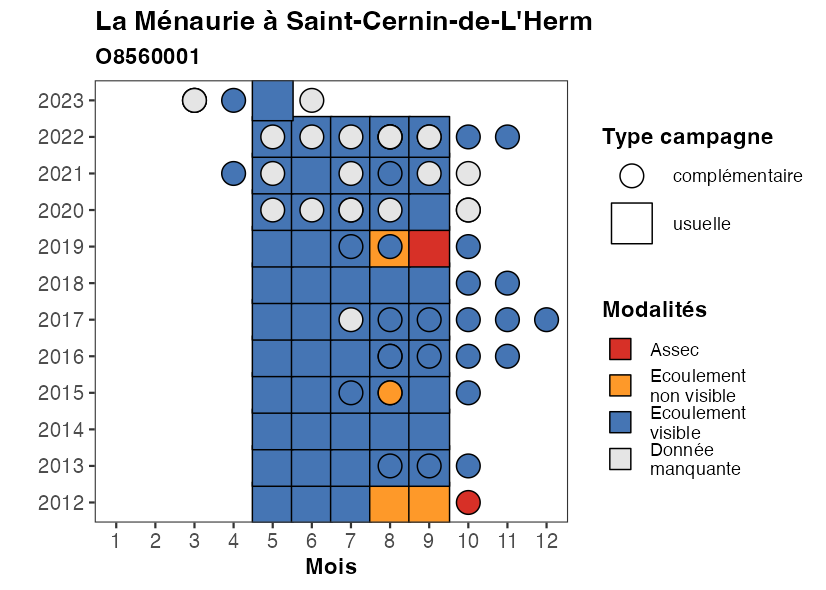 La Ménaurie à Saint-Cernin-de-L'Herm
O8560001
2023
2022
2021
2020
2019
2018
2017
2016
2015
2014
2013
2012
1 2 3 4 5 6 7 8 9 10 11 12
Mois
Type campagne
complémentaire
usuelle
Modalités
Assec
Ecoulement
non visible
Ecoulement
visible
Donnée
manquante